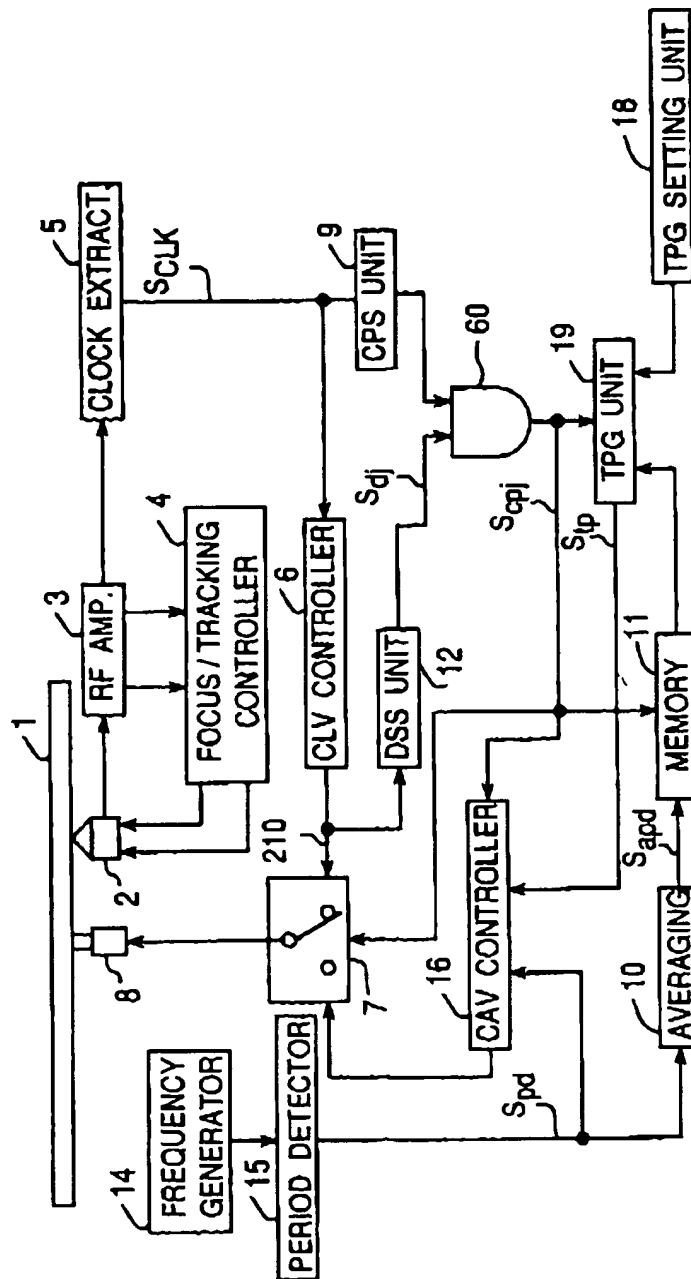 1
2
8
RF AMP.
3
FOCUS/TRACKING
CONTROLLER
4
CLOCK EXTRACT.
5
SCLK
CLV CONTROLLER
6
210
7
CPS UNIT
9
DSS UNIT
12
Sdj
60
FREQUENCY
GENERATOR
14
PERIOD DETECTOR
15
CAV CONTROLLER
16
Scpj
Stp
TPG UNIT
19
Spd
AVERAGING
10
Sapd
MEMORY
11
TPG SETTING UNIT
18